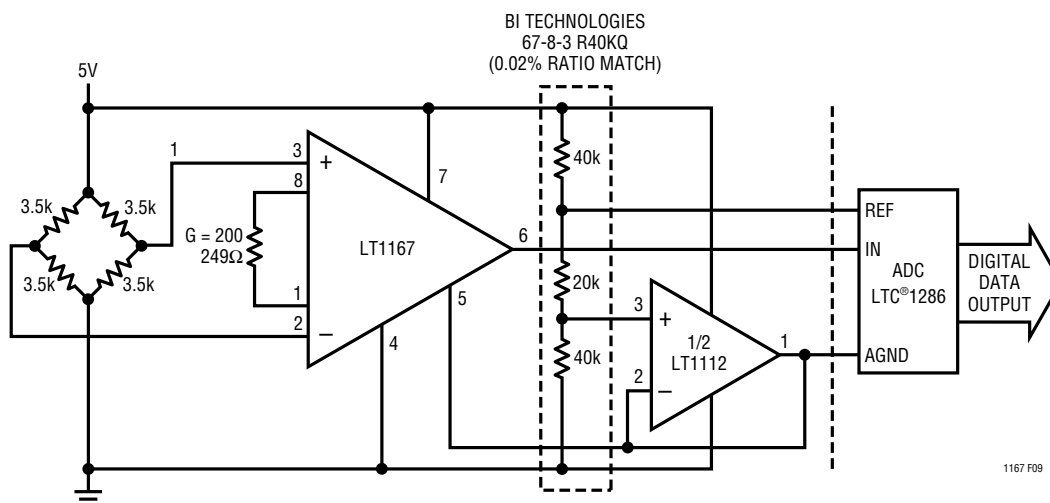 BI TECHNOLOGIES
67-8-3 R40KQ
(0.02% RATIO MATCH)
5V
1
3
+
8
7
40k
3.5k
3.5k
REF
G = 200
249Ω
LT1167
6
IN
ADC
LTC®1286
DIGITAL
DATA
OUTPUT
20k
3.5k
3.5k
1
5
3
+
2
–
4
1/2
LT1112
1
AGND
40k
2
–
1167 F09